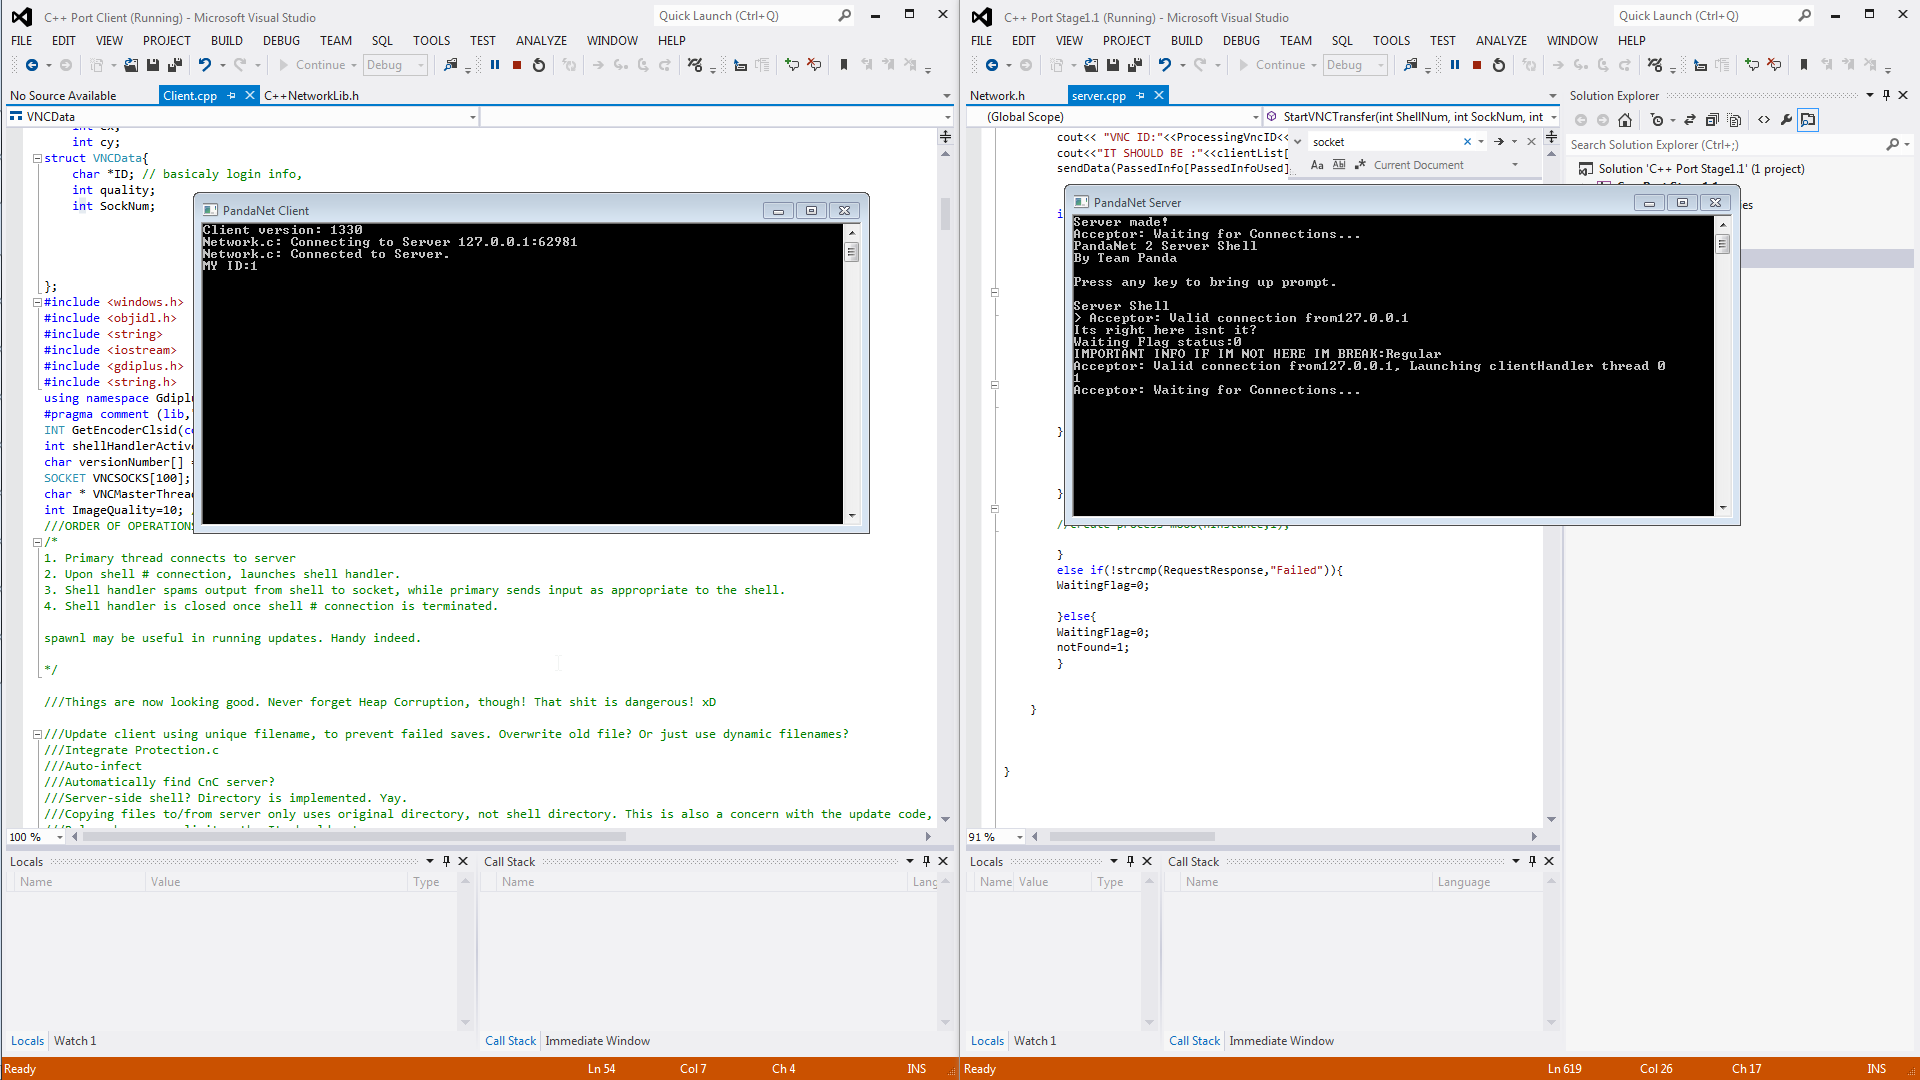 C++ Port Client (Running) - Microsoft Visual Studio
Quick Launch (Ctrl+Q)
FILE EDIT VIEW PROJECT BUILD DEBUG TEAM SQL TOOLS TEST ANALYZE WINDOW HELP
Continue Debug
No Source Available Client.cpp C++NetworkLib.h
VNCData
int cy;
struct VNCData{
char *ID; // basicaly login info,
int quality;
int SockNum;
};
#include <windows.h>
#include <objidl.h>
#include <string>
#include <iostream>
#include <gdiplus.h>
#include <string.h>
using namespace Gdiplu
#pragma comment (lib,
INT GetEncoderClsid(co
int shellHandlerActive
char versionNumber[] =
SOCKET VNCSOCKS[100];
char * VNCMasterThread
int ImageQuality=10;
///ORDER OF OPERATIONS
/*
1. Primary thread connects to server
2. Upon shell # connection, launches shell handler.
3. Shell handler spams output from shell to socket, while primary sends input as appropriate to the shell.
4. Shell handler is closed once shell # connection is terminated.
spawnl may be useful in running updates. Handy indeed.
*/
///Things are now looking good. Never forget Heap Corruption, though! That shit is dangerous! xD
///Update client using unique filename, to prevent failed saves. Overwrite old file? Or just use dynamic filenames?
///Integrate Protection.c
///Auto-infect
///Automatically find CnC server?
///Server-side shell? Directory is implemented. Yay.
///Copying files to/from server only uses original directory, not shell directory. This is also a concern with the update code,
100 %
PandaNet Client
Client version: 1330
Network.c: Connecting to Server 127.0.0.1:62981
Network.c: Connected to Server.
MY ID:1
Locals
Name Value Type
Call Stack
Name Lang
Locals Watch 1
Call Stack Immediate Window
Ready Ln 54 Col 7 Ch 4 INS
C++ Port Stage1.1 (Running) - Microsoft Visual Studio
Quick Launch (Ctrl+Q)
FILE EDIT VIEW PROJECT BUILD DEBUG TEAM SQL TOOLS TEST ANALYZE WINDOW HELP
Continue Debug
Network.h server.cpp
(Global Scope) StartVNCTransfer(int ShellNum, int SockNum, int
cout<< "VNC ID:"<<ProcessingVncID<<
cout<<"IT SHOULD BE :"<<clientList[
sendData(PassedInfo[PassedInfoUsed]
socket
Aa Current Document
PandaNet Server
Server made!
Acceptor: Waiting for Connections...
PandaNet 2 Server Shell
By Team Panda
Press any key to bring up prompt.
Server Shell
> Acceptor: Valid connection from127.0.0.1
Its right here isnt it?
Waiting Flag status:0
IMPORTANT INFO IF IM NOT HERE IM BREAK:Regular
Acceptor: Valid connection from127.0.0.1, Launching clientHandler thread 0
1
Acceptor: Waiting for Connections...
}
}
}
else if(!strcmp(RequestResponse,"Failed")){
WaitingFlag=0;
}else{
WaitingFlag=0;
notFound=1;
}
}
}
91 %
Solution Explorer
Search Solution Explorer (Ctrl+;)
Solution 'C++ Port Stage1.1' (1 project)
Locals
Name Value Type
Call Stack
Name Language
Locals Watch 1
Call Stack Immediate Window
Ready Ln 619 Col 26 Ch 17 INS